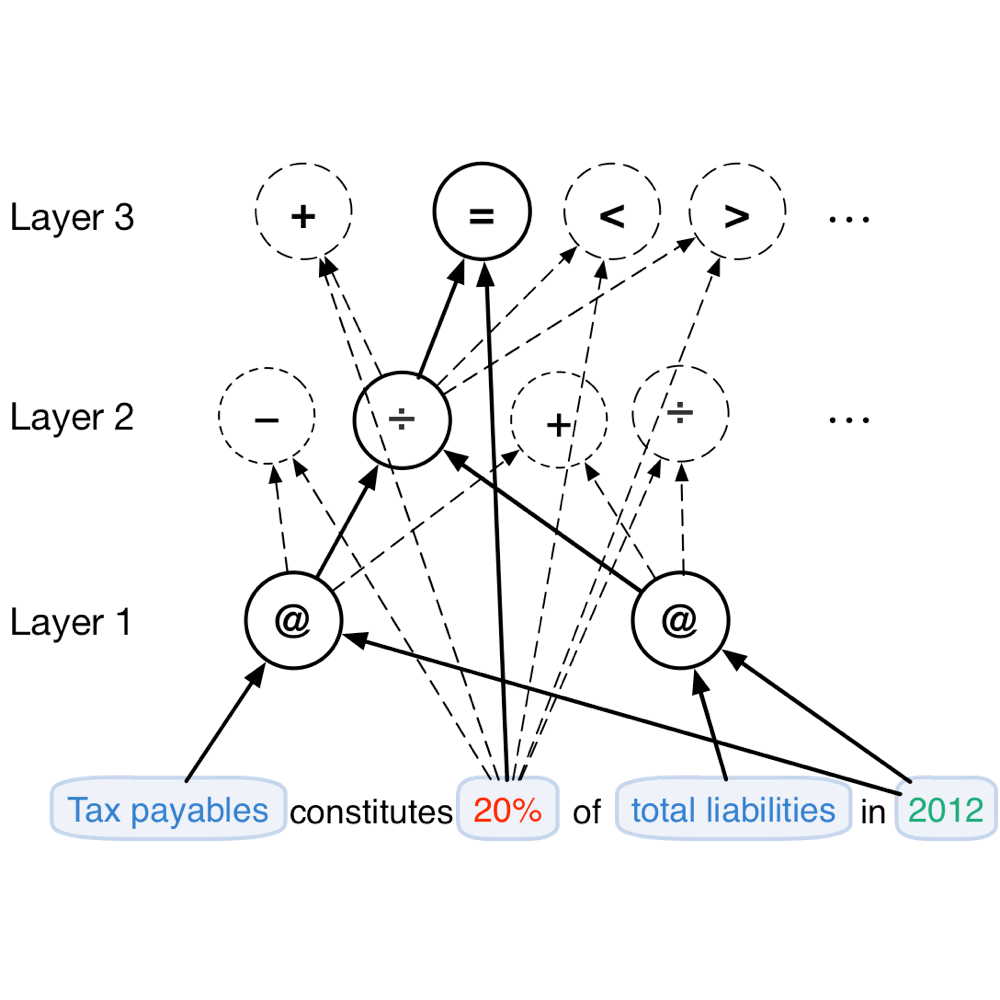 Layer 3 + = < > ...
Layer 2 − ÷ + ÷ ...
Layer 1 @ @
Tax payables constitutes 20% of total liabilities in 2012